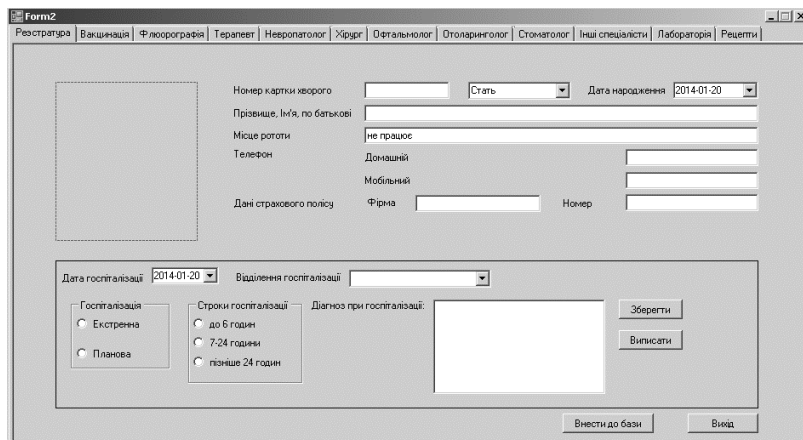 Form2
Реєстратура Вакцинація Флюорографія Терапевт Невропатолог Хірург Офтальмолог Отоларинголог Стоматолог Інші спеціалісти Лабораторія Рецепти
Номер картки хворого Стать Дата народження 2014-01-20
Прізвище, Ім'я, по батькові
Місце рототи не працює
Телефон Домашній
Мобільний
Дані страхового полісу Фірма Номер
Дата госпіталізації 2014-01-20 Відділення госпіталізації
Госпіталізація Строки госпіталізації Діагноз при госпіталізації:
Екстренна до 6 годин Зберегти
7-24 години Виписати
Планова пізніше 24 годин
Внести до бази Вихід